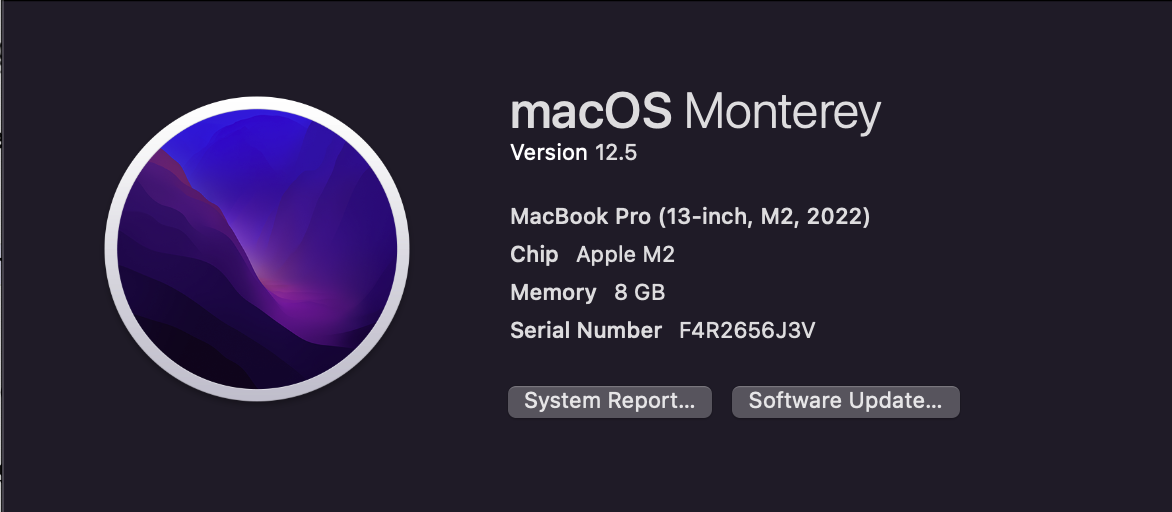 macOS Monterey
Version 12.5
MacBook Pro (13-inch, M2, 2022)
Chip Apple M2
Memory 8 GB
Serial Number F4R2656J3V
System Report... Software Update...